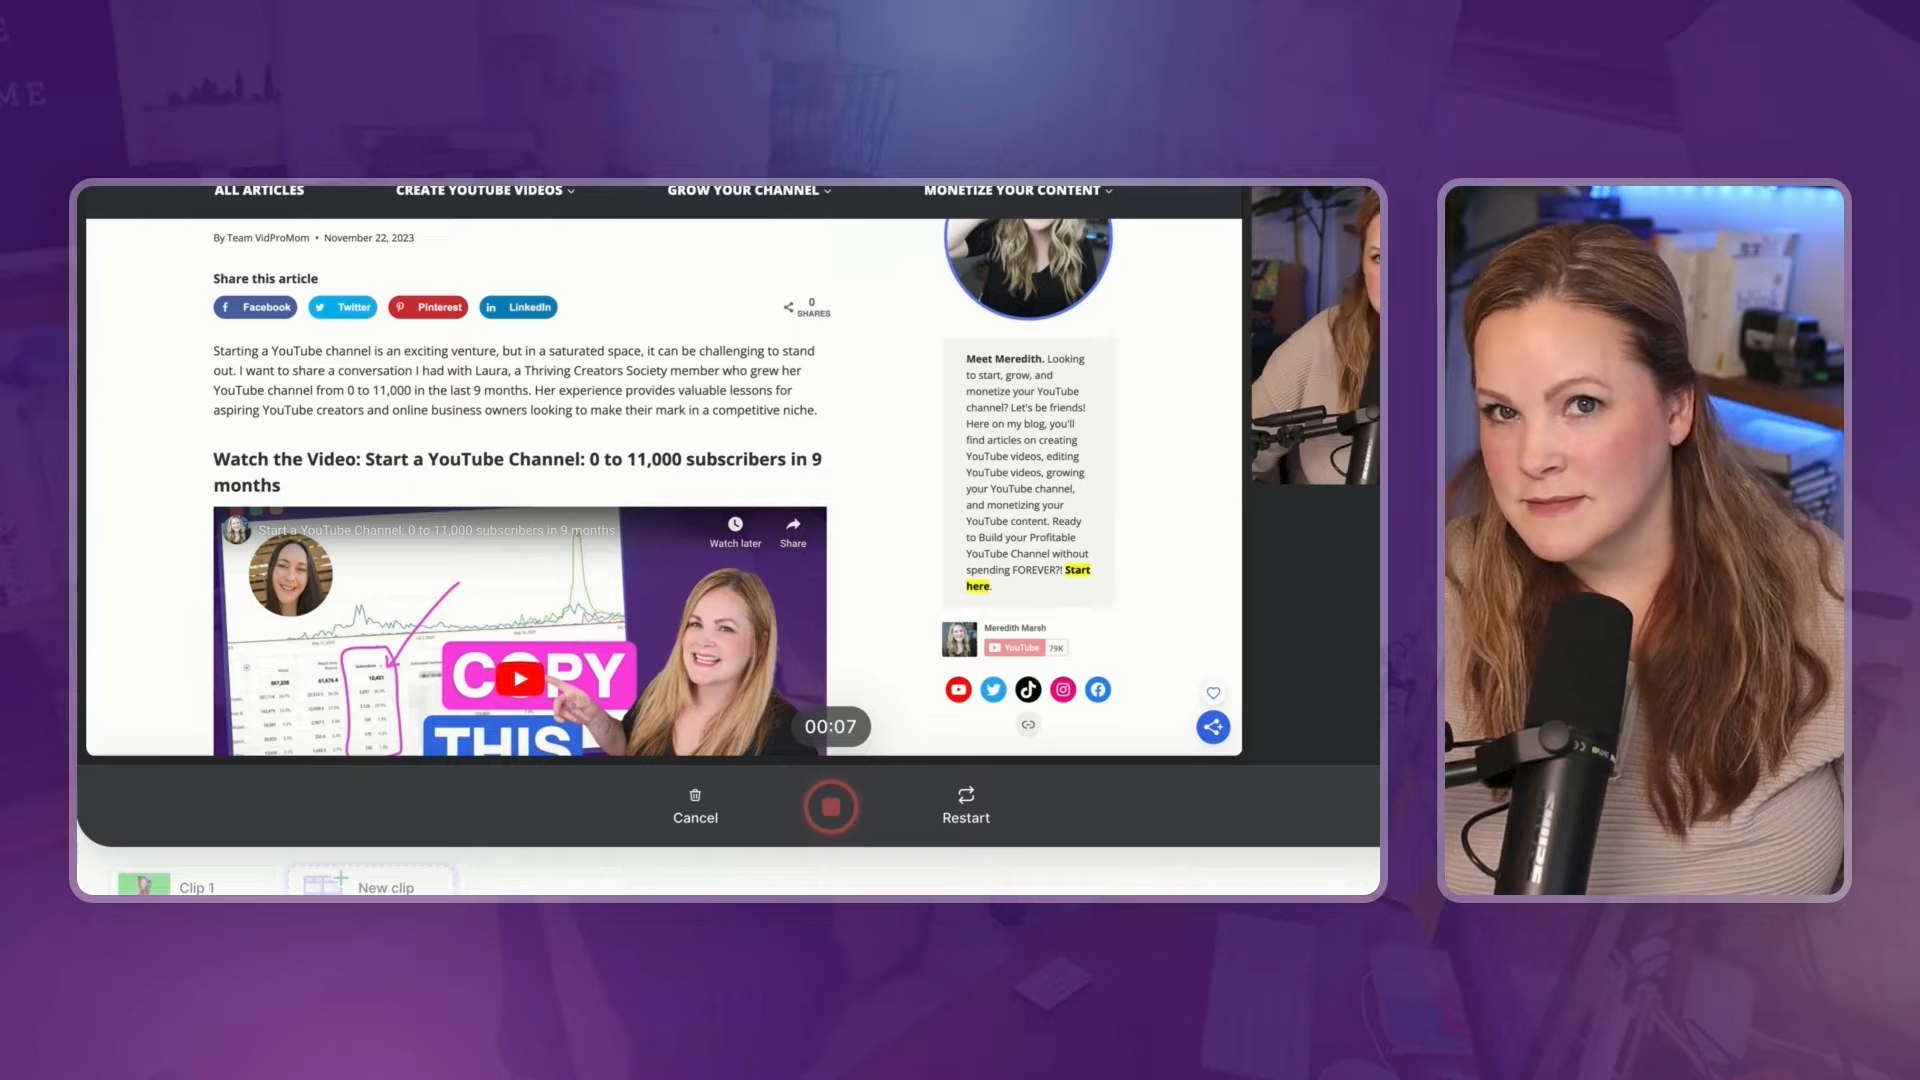 ME
ALL ARTICLES
CREATE YOUTUBE VIDEOS
GROW YOUR CHANNEL
MONETIZE YOUR CONTENT
By Team VidProMom • November 22, 2023
Share this article
Facebook
Twitter
Pinterest
LinkedIn
0
SHARES
Starting a YouTube channel is an exciting venture, but in a saturated space, it can be challenging to stand
out. I want to share a conversation I had with Laura, a Thriving Creators Society member who grew her
YouTube channel from 0 to 11,000 in the last 9 months. Her experience provides valuable lessons for
aspiring YouTube creators and online business owners looking to make their mark in a competitive niche.
Watch the Video: Start a YouTube Channel: 0 to 11,000 subscribers in 9
months
Start a YouTube Channel: 0 to 11,000 subscribers in 9 months
Watch later
Share
COPY
THIS
Meet Meredith. Looking
to start, grow, and
monetize your YouTube
channel? Let's be friends!
Here on my blog, you'll
find articles on creating
YouTube videos, editing
YouTube videos, growing
your YouTube channel,
and monetizing your
YouTube content. Ready
to Build your Profitable
YouTube Channel without
spending FOREVER?! Start
here.
Meredith Marsh
YouTube 79K
00:07
Cancel
Restart
Clip 1
New clip
SHURE